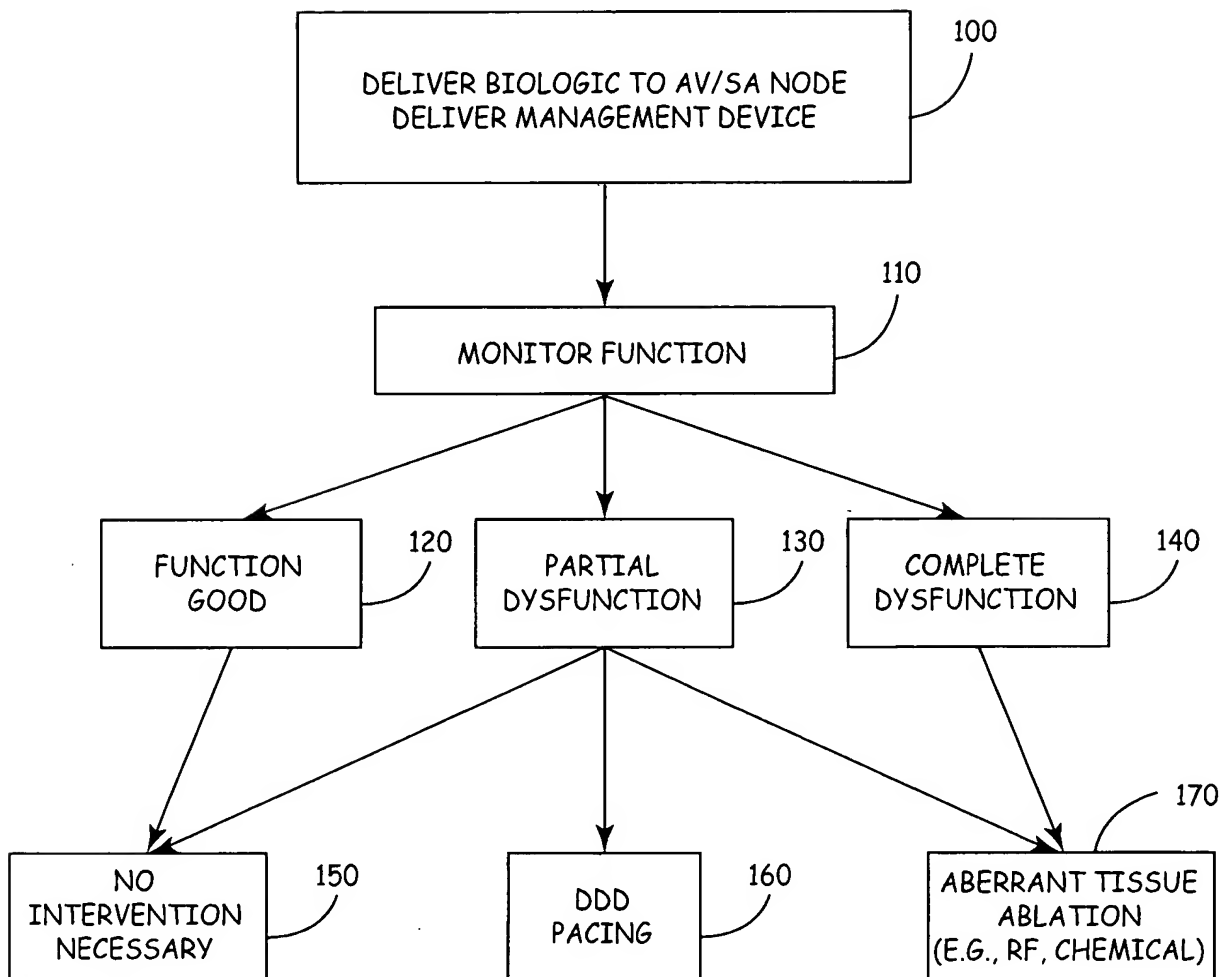 100
DELIVER BIOLOGIC TO AV/SA NODE
DELIVER MANAGEMENT DEVICE
110
MONITOR FUNCTION
FUNCTION
GOOD
120
PARTIAL
DYSFUNCTION
130
COMPLETE
DYSFUNCTION
140
NO
INTERVENTION
NECESSARY
150
DDD
PACING
160
170
ABERRANT TISSUE
ABLATION
(E.G., RF, CHEMICAL)